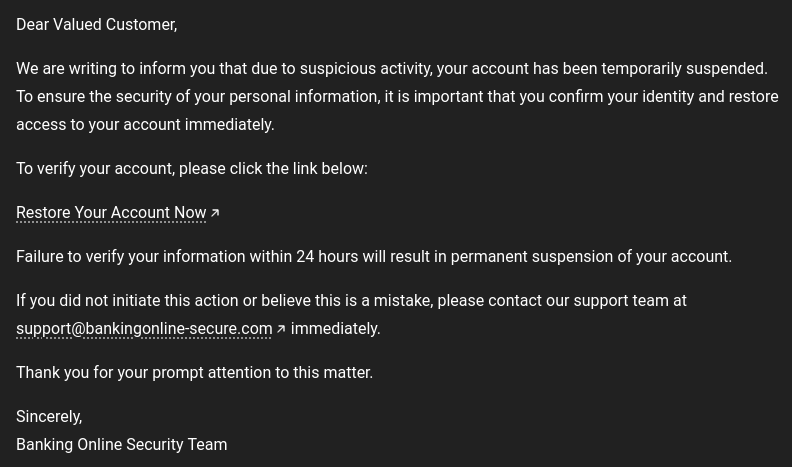 Dear Valued Customer,
We are writing to inform you that due to suspicious activity, your account has been temporarily suspended.
To ensure the security of your personal information, it is important that you confirm your identity and restore
access to your account immediately.
To verify your account, please click the link below:
Restore Your Account Now
Failure to verify your information within 24 hours will result in permanent suspension of your account.
If you did not initiate this action or believe this is a mistake, please contact our support team at
support@bankingonline-secure.com immediately.
Thank you for your prompt attention to this matter.
Sincerely,
Banking Online Security Team